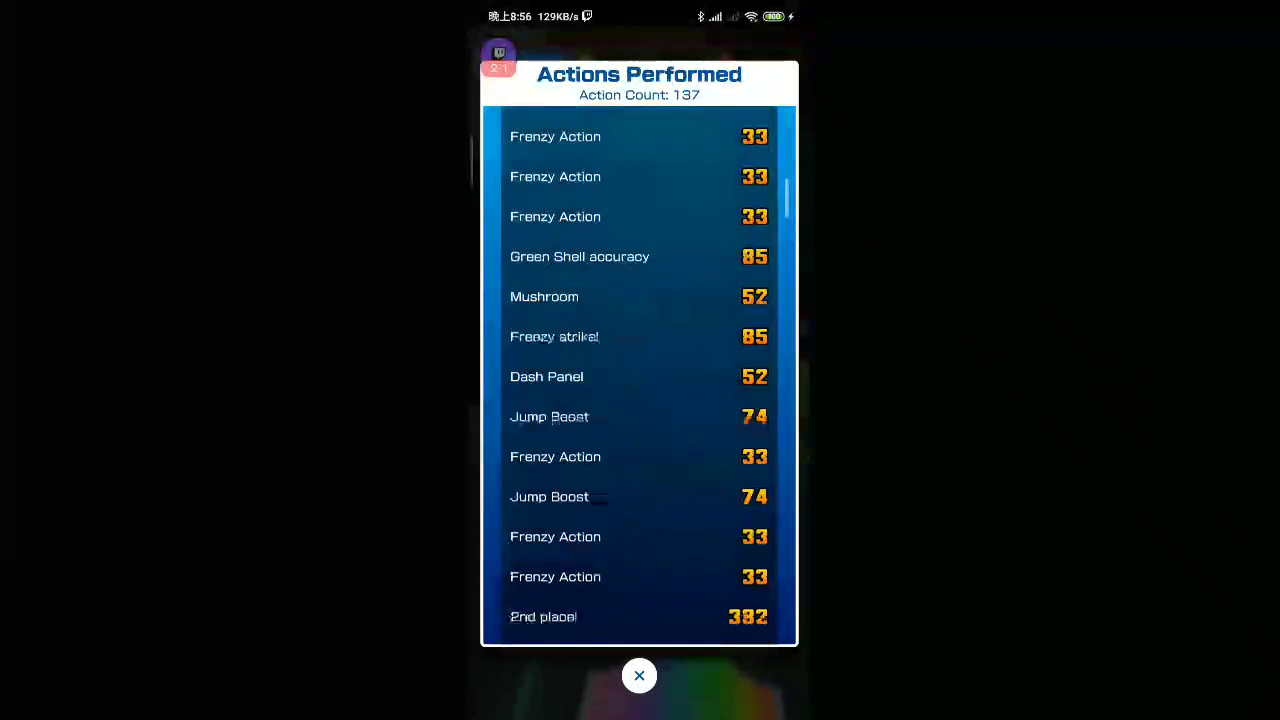 晚上8:56 129KB/s
100
Actions Performed
Action Count: 137
Frenzy Action 33
Frenzy Action 33
Frenzy Action 33
Green Shell accuracy 85
Mushroom 52
Frenzy strike! 85
Dash Panel 52
Jump Boost 74
Frenzy Action 33
Jump Boost 74
Frenzy Action 33
Frenzy Action 33
2nd place! 382